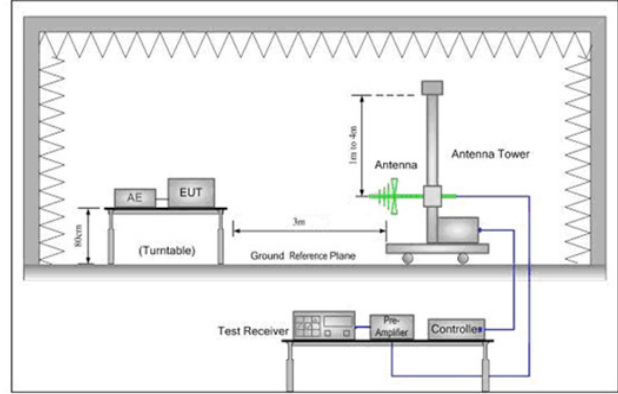 1m to 4m
Antenna
Antenna Tower
AE
EUT
3m
80cm
(Turntable)
Ground Reference Plane
Test Receiver
Pre-
Amplifier
Controller